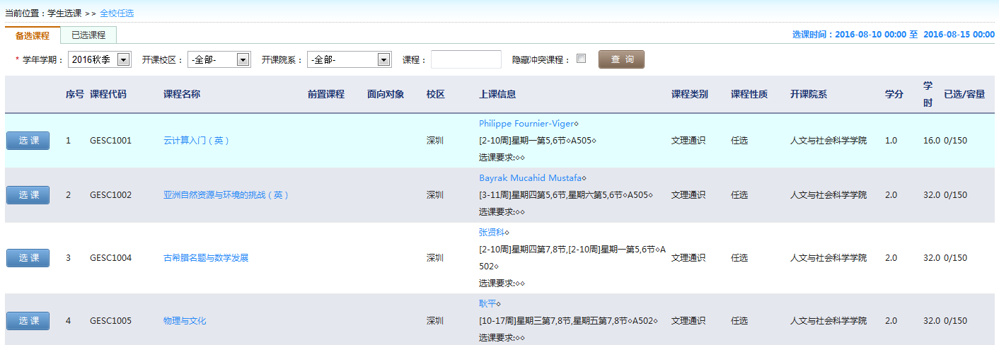 当前位置：学生选课 >> 全校任选
备选课程 已选课程 选课时间：2016-08-10 00:00 至 2016-08-15 00:00
* 学年学期： 2016秋季 开课校区： -全部- 开课院系： -全部- 课程： 隐藏冲突课程： 查 询
序号 课程代码 课程名称 前置课程 面向对象 校区 上课信息 课程类别 课程性质 开课院系 学分 学时 已选/容量
Philippe Fournier-Viger◇
选 课 1 GESC1001 云计算入门（英） 深圳 [2-10周]星期一第5,6节◇A505◇ 文理通识 任选 人文与社会科学学院 1.0 16.0 0/150
选课要求:◇◇
Bayrak Mucahid Mustafa◇
选 课 2 GESC1002 亚洲自然资源与环境的挑战（英） 深圳 [3-11周]星期四第5,6节,星期六第5,6节◇A505◇ 文理通识 任选 人文与社会科学学院 2.0 32.0 0/150
选课要求:◇◇
张贤科◇
[2-10周]星期四第7,8节,[2-10周]星期一第5,6节◇A
选 课 3 GESC1004 古希腊名题与数学发展 深圳 502◇ 文理通识 任选 人文与社会科学学院 2.0 32.0 0/150
选课要求:◇◇
耿平◇
选 课 4 GESC1005 物理与文化 深圳 [10-17周]星期三第7,8节,星期五第7,8节◇A502◇ 文理通识 任选 人文与社会科学学院 2.0 32.0 0/150
选课要求:◇◇